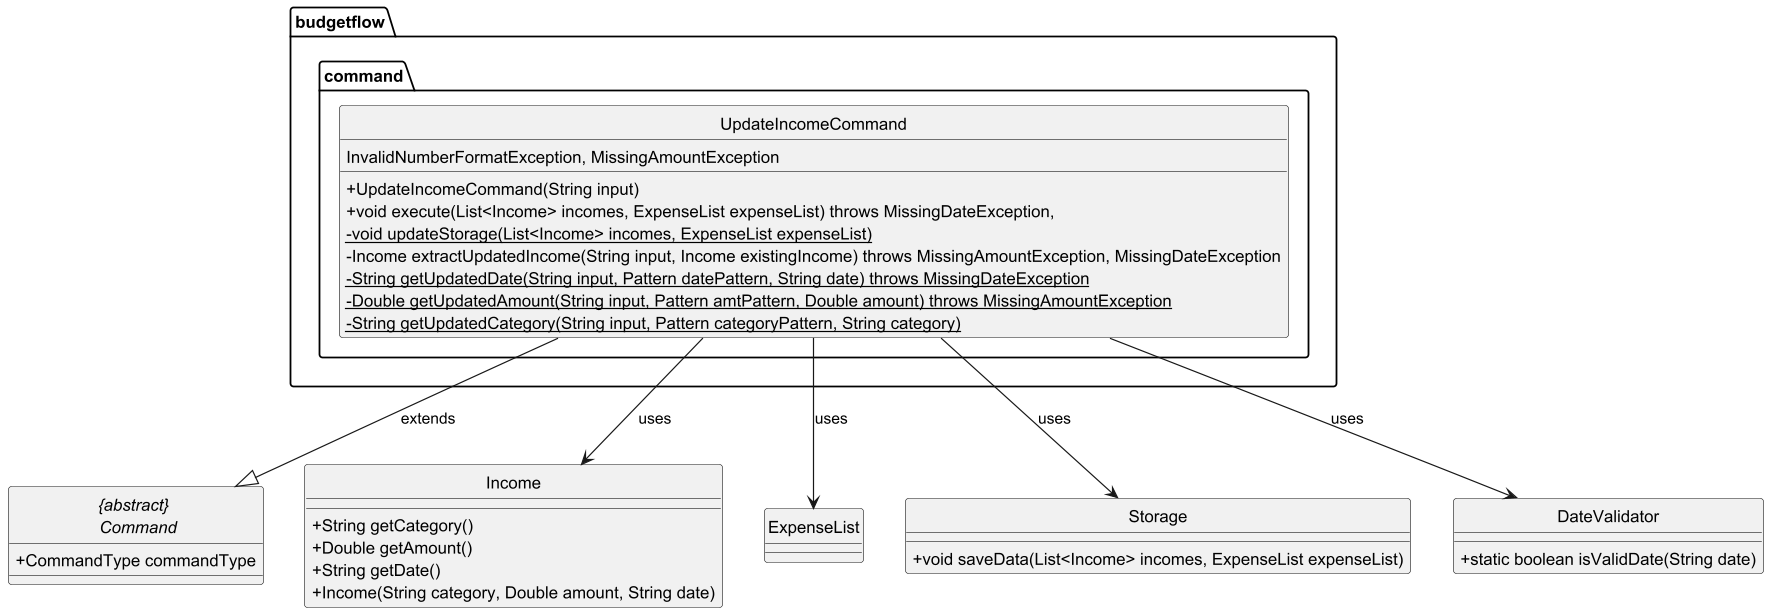 budgetflow
command
UpdateIncomeCommand
InvalidNumberFormatException, MissingAmountException
+UpdateIncomeCommand(String input)
+void execute(List<Income> incomes, ExpenseList expenseList) throws MissingDateException,
-void updateStorage(List<Income> incomes, ExpenseList expenseList)
-Income extractUpdatedIncome(String input, Income existingIncome) throws MissingAmountException, MissingDateException
-String getUpdatedDate(String input, Pattern datePattern, String date) throws MissingDateException
-Double getUpdatedAmount(String input, Pattern amtPattern, Double amount) throws MissingAmountException
-String getUpdatedCategory(String input, Pattern categoryPattern, String category)
extends
uses
uses
uses
uses
{abstract}
Command
+CommandType commandType
Income
+String getCategory()
+Double getAmount()
+String getDate()
+Income(String category, Double amount, String date)
ExpenseList
Storage
+void saveData(List<Income> incomes, ExpenseList expenseList)
DateValidator
+static boolean isValidDate(String date)